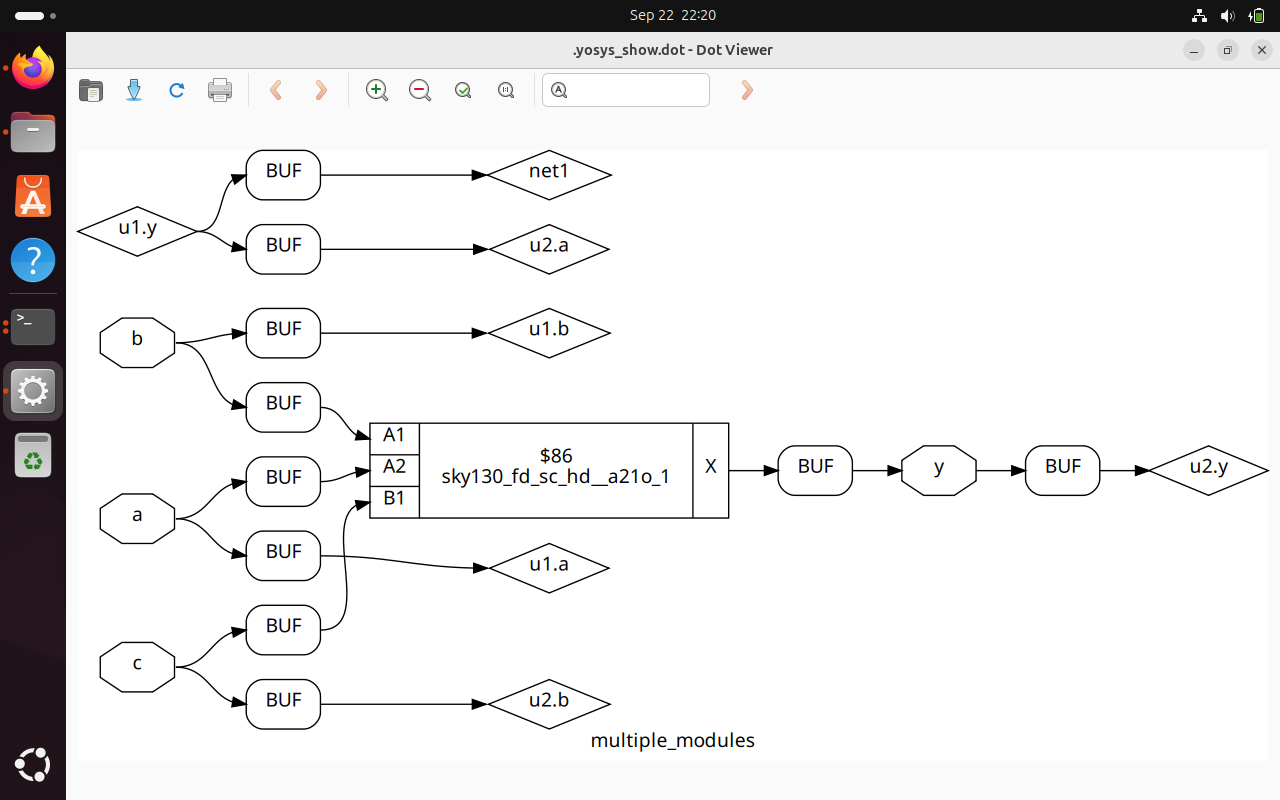 Sep 22 22:20
.yosys_show.dot - Dot Viewer
BUF
net1
u1.y
BUF
u2.a
b
BUF
u1.b
BUF
A1
A2
B1
$86
sky130_fd_sc_hd__a21o_1
X
BUF
y
BUF
u2.y
a
BUF
BUF
u1.a
c
BUF
BUF
u2.b
multiple_modules